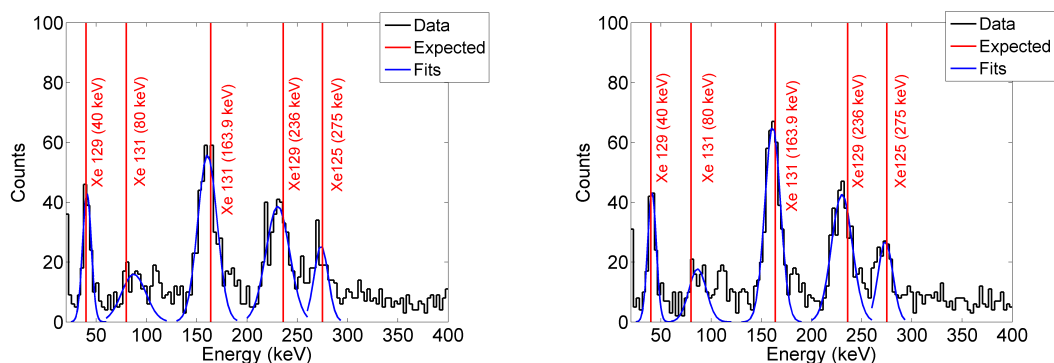 100
80
60
40
20
0
Counts
50
100
150
200
250
300
350
400
Energy (keV)
Data
Expected
Fits
Xe 129 (40 keV)
Xe 131 (80 keV)
Xe 131 (163.9 keV)
Xe129 (236 keV)
Xe125 (275 keV)
100
80
60
40
20
0
Counts
50
100
150
200
250
300
350
400
Energy (keV)
Data
Expected
Fits
Xe 129 (40 keV)
Xe 131 (80 keV)
Xe 131 (163.9 keV)
Xe129 (236 keV)
Xe125 (275 keV)